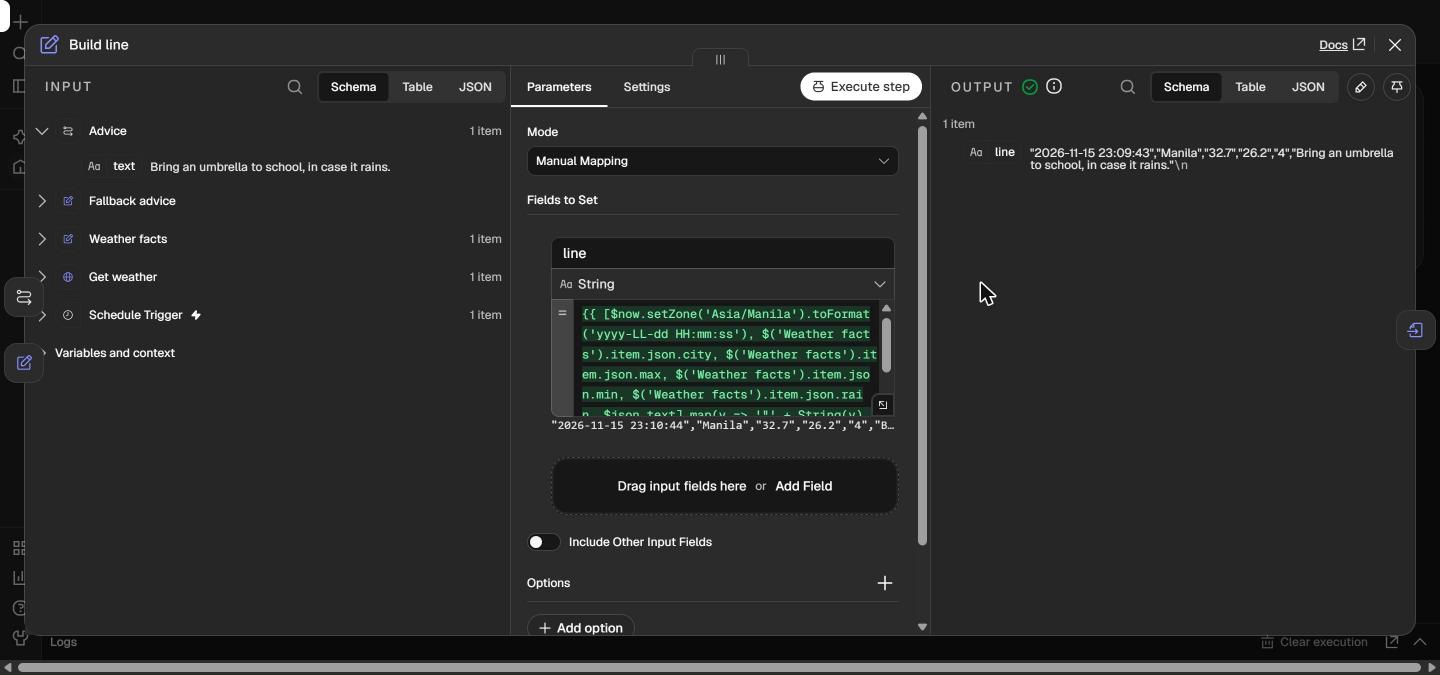 Build line
Docs
INPUT
Schema
Table
JSON
Advice
1 item
Aa text Bring an umbrella to school, in case it rains.
Fallback advice
Weather facts
1 item
Get weather
1 item
Schedule Trigger
1 item
Variables and context
Parameters
Settings
Execute step
Mode
Manual Mapping
Fields to Set
line
Aa String
=
{{ [$now.setZone('Asia/Manila').toFormat
('yyyy-LL-dd HH:mm:ss'), $('Weather fact
s').item.json.city, $('Weather facts').it
em.json.max, $('Weather facts').item.jso
n.min, $('Weather facts').item.json.rai
n, $json.text].map(v => '"' + String(v)
"2026-11-15 23:10:44","Manila","32.7","26.2","4","B…
Drag input fields here or Add Field
Include Other Input Fields
Options
Add option
OUTPUT
Schema
Table
JSON
1 item
Aa line "2026-11-15 23:09:43","Manila","32.7","26.2","4","Bring an umbrella
to school, in case it rains."\n
Logs
Clear execution